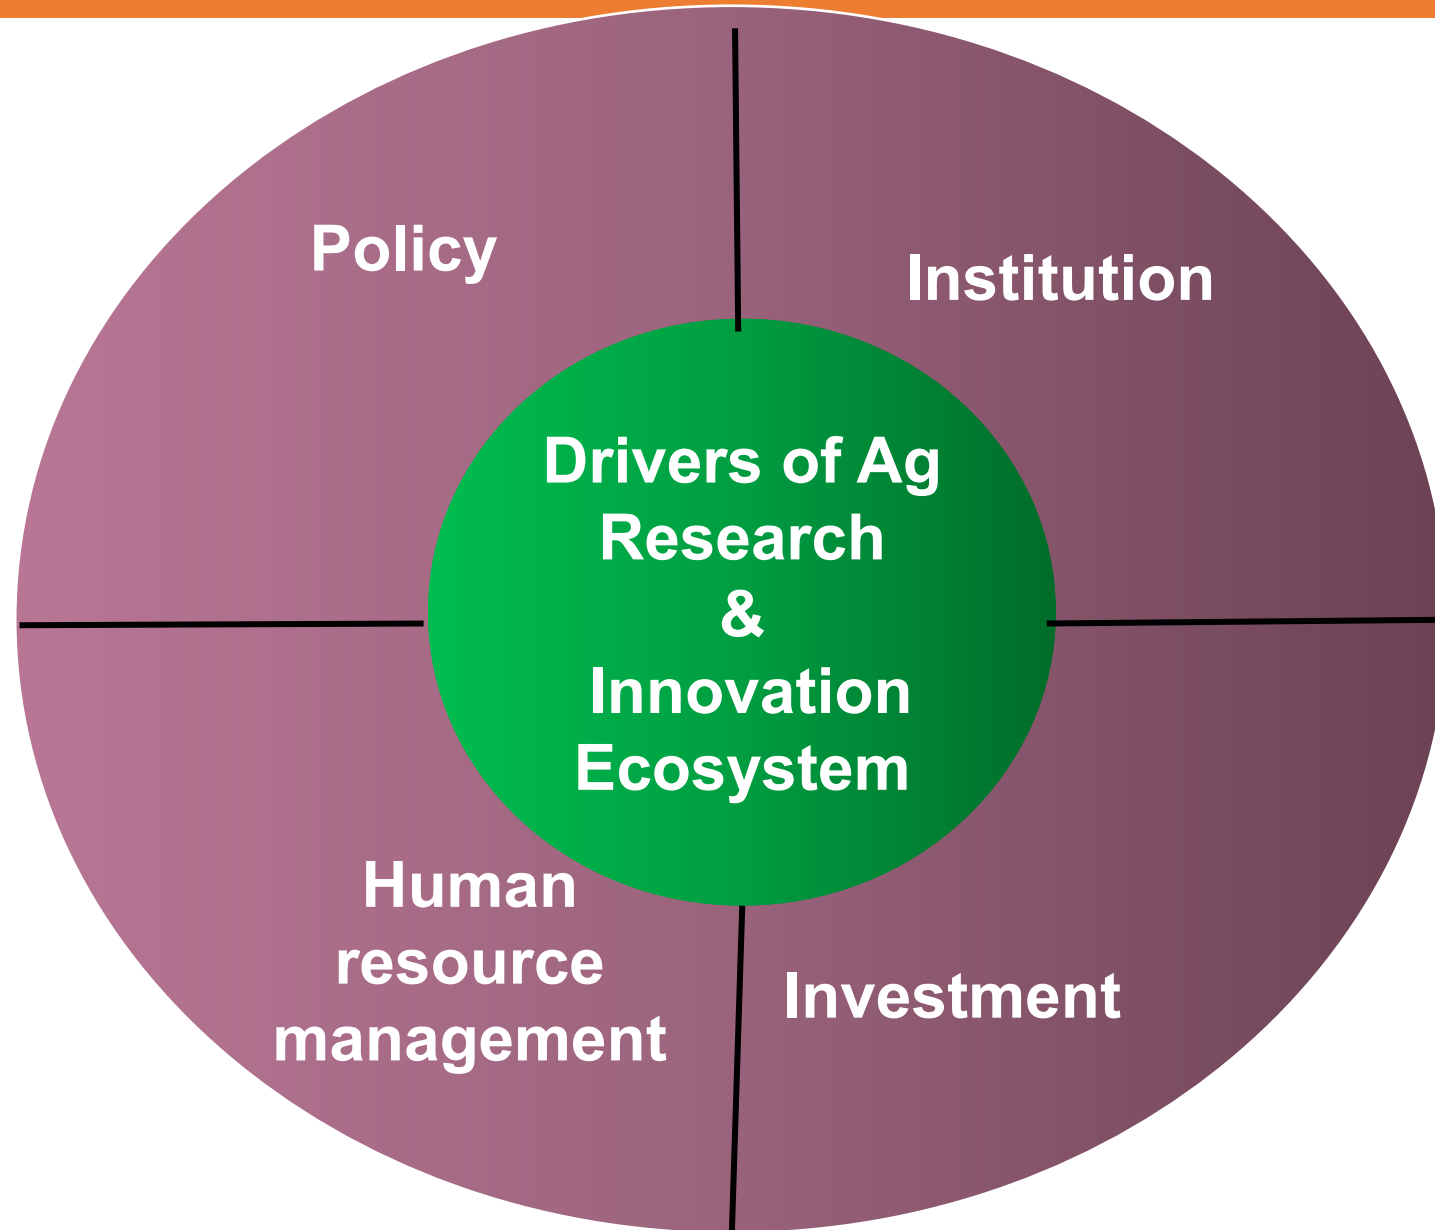 Policy
Institution
Drivers of Ag
Research
&
Innovation
Ecosystem
Human
resource
management
Investment